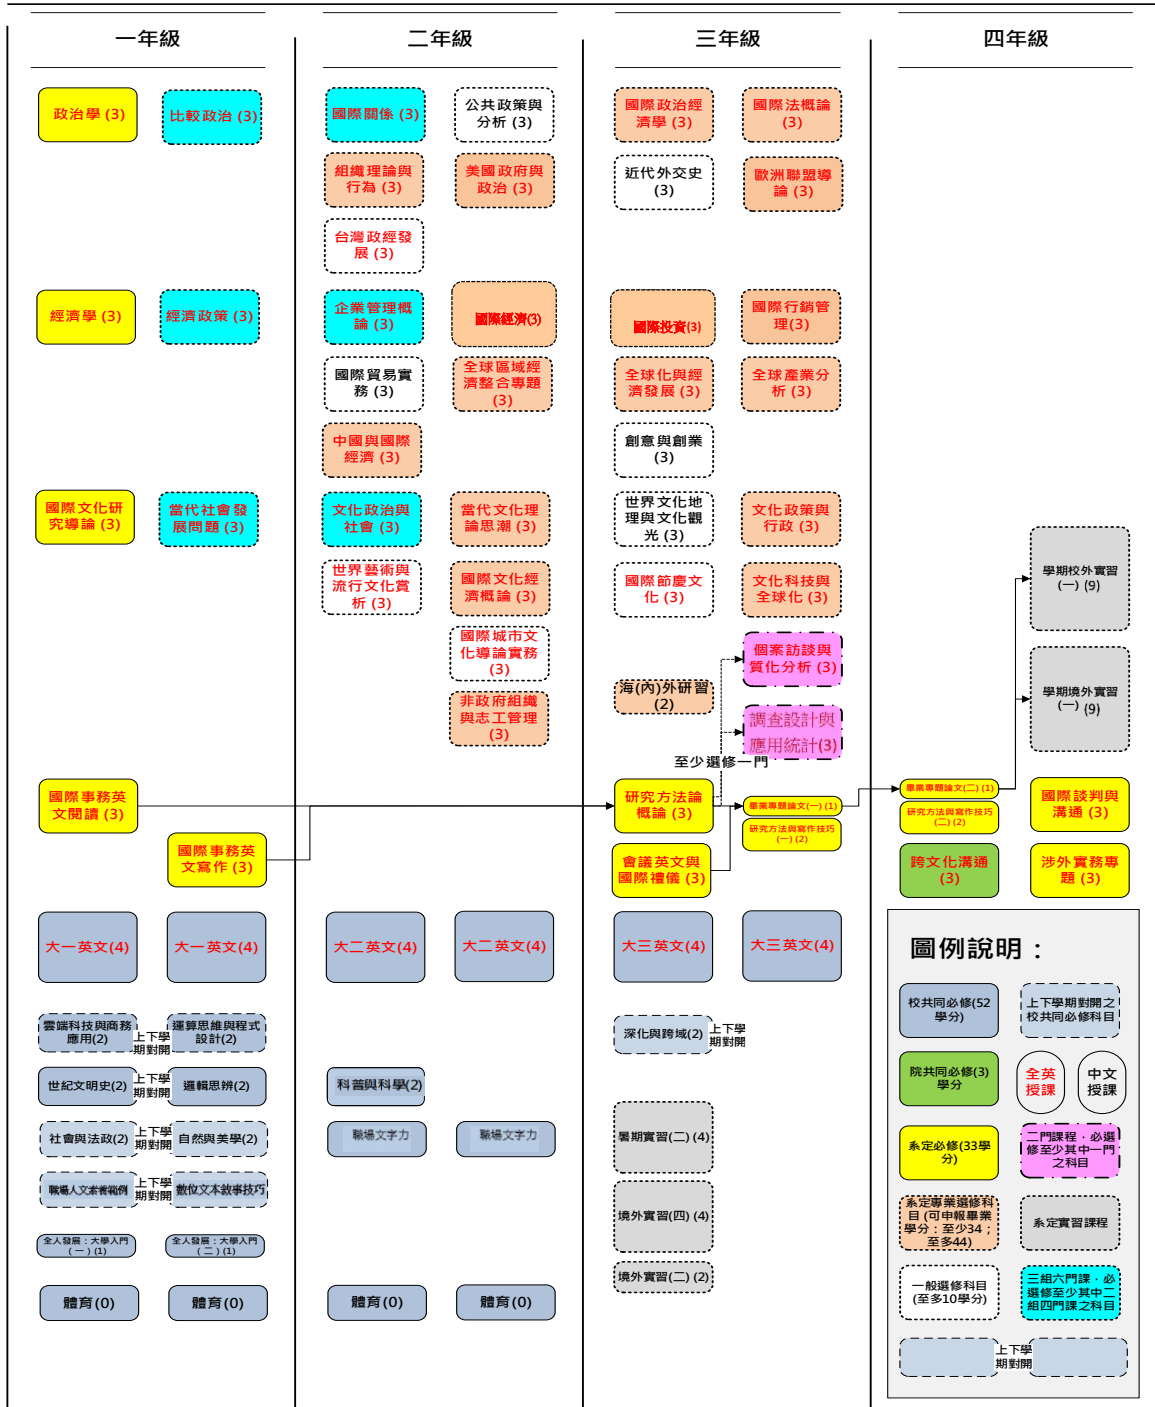 一年級
二年級
三年級
四年級
政治學 (3)
比較政治 (3)
國際關係 (3)
公共政策與
分析 (3)
國際政治經
濟學 (3)
國際法概論
(3)
組織理論與
行為 (3)
美國政府與
政治 (3)
近代外交史
(3)
歐洲聯盟導
論 (3)
台灣政經發
展 (3)
經濟學 (3)
經濟政策 (3)
企業管理概
論 (3)
國際經濟(3)
國際投資(3)
國際行銷管
理(3)
國際貿易實
務 (3)
全球區域經
濟整合專題
(3)
全球化與經
濟發展 (3)
全球產業分
析 (3)
中國與國際
經濟 (3)
創意與創業
(3)
國際文化研
究導論 (3)
當代社會發
展問題 (3)
文化政治與
社會 (3)
當代文化理
論思潮 (3)
世界文化地
理與文化觀
光 (3)
文化政策與
行政 (3)
學期校外實習
(一) (9)
世界藝術與
流行文化賞
析 (3)
國際文化經
濟概論 (3)
國際節慶文
化 (3)
文化科技與
全球化 (3)
國際城市文
化導論實務
(3)
個案訪談與
質化分析 (3)
學期境外實習
(一) (9)
非政府組織
與志工管理
(3)
海(內)外研習
(2)
調查設計與
應用統計(3)
至少選修一門
國際事務英
文閱讀 (3)
研究方法論
概論 (3)
畢業專題論文(一) (1)
研究方法與寫作技巧
(一) (2)
畢業專題論文(二) (1)
研究方法與寫作技巧
(二) (2)
國際談判與
溝通 (3)
國際事務英
文寫作 (3)
會議英文與
國際禮儀 (3)
跨文化溝通
(3)
涉外實務專
題 (3)
大一英文(4)
大一英文(4)
大二英文(4)
大二英文(4)
大三英文(4)
大三英文(4)
雲端科技與商務
應用(2)
上下學
期對開
運算思維與程式
設計(2)
深化與跨域(2)
上下學
期對開
世紀文明史(2)
上下學
期對開
邏輯思辨(2)
科普與科學(2)
社會與法政(2)
上下學
期對開
自然與美學(2)
職場文字力
職場文字力
暑期實習(二) (4)
職場人文素養範例
上下學
期對開
數位文本敘事技巧
境外實習(四) (4)
全人發展：大學入門
(一) (1)
全人發展：大學入門
(二) (1)
境外實習(二) (2)
體育(0)
體育(0)
體育(0)
體育(0)
圖例說明：
校共同必修(52
學分)
上下學期對開之
校共同必修科目
院共同必修(3)
學分
全英
授課
中文
授課
系定必修(33學
分)
二門課程，必選
修至少其中一門
之科目
系定專業選修科
目 (可申報畢業
學分：至少34；
至多44)
系定實習課程
一般選修科目
(至多10學分)
三組六門課，必
選修至少其中二
組四門課之科目
上下學
期對開